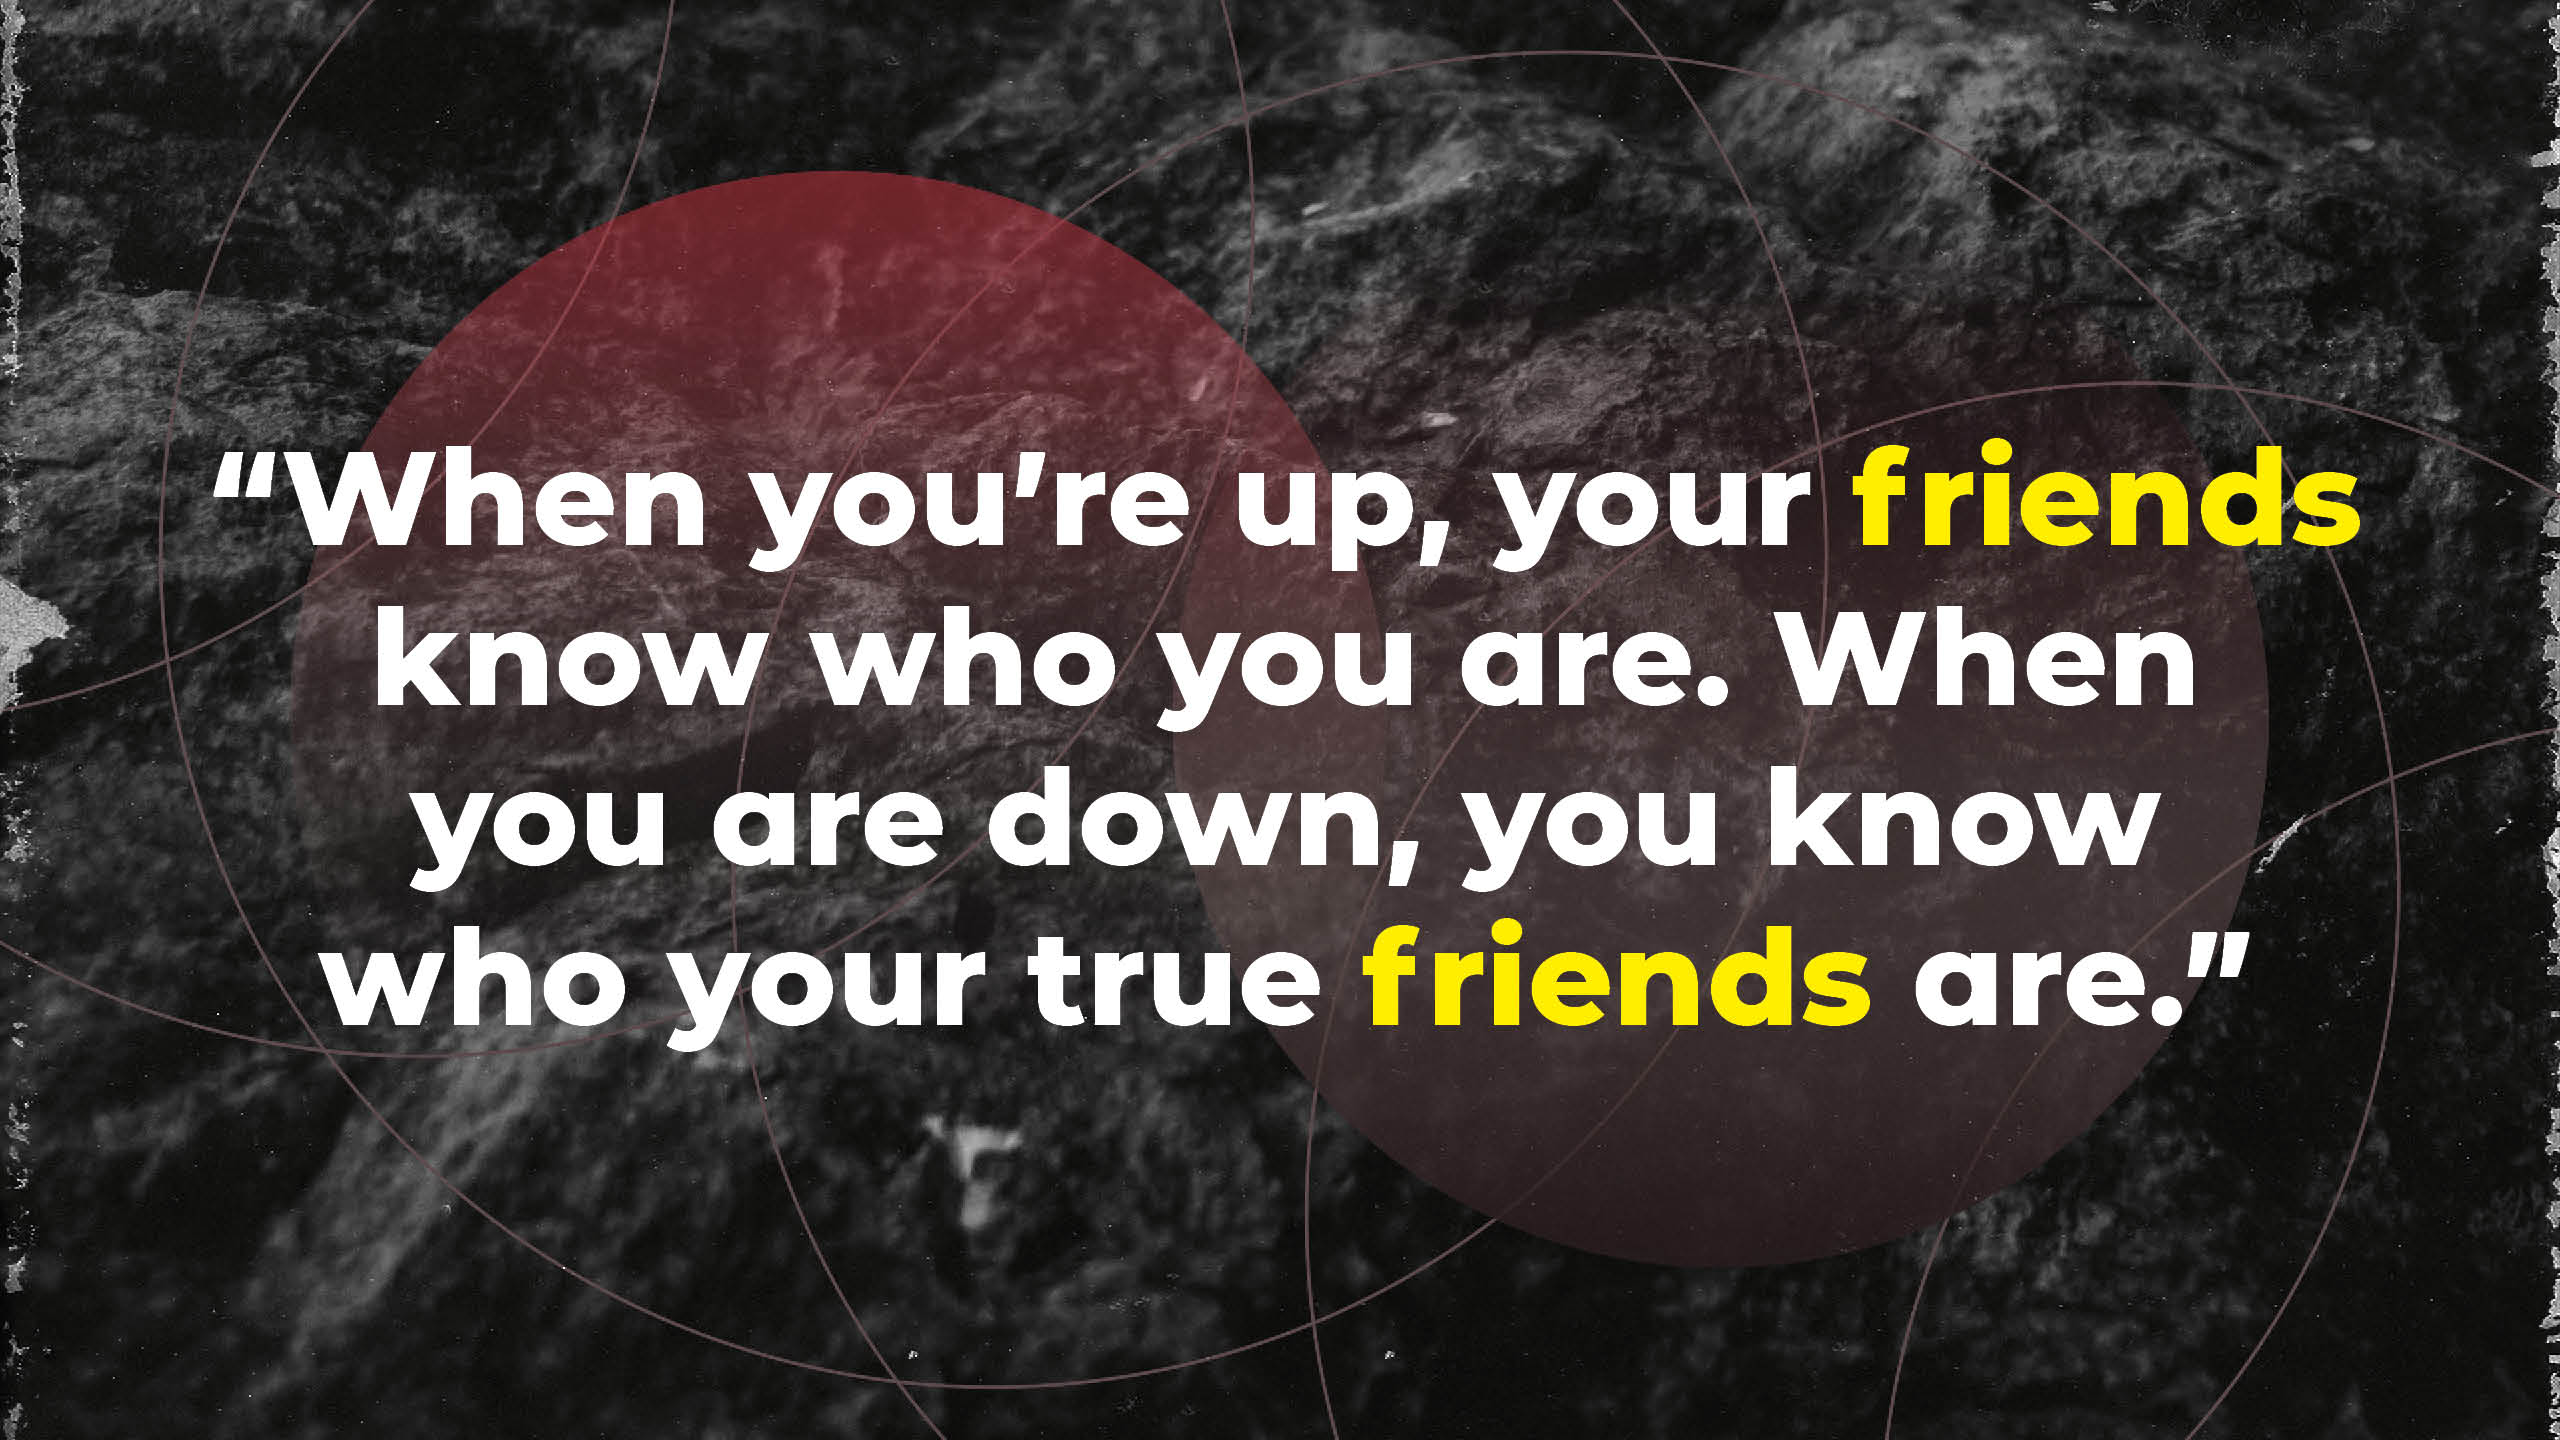 “When you’re up, your friends
know who you are. When
you are down, you know
who your true friends are.”